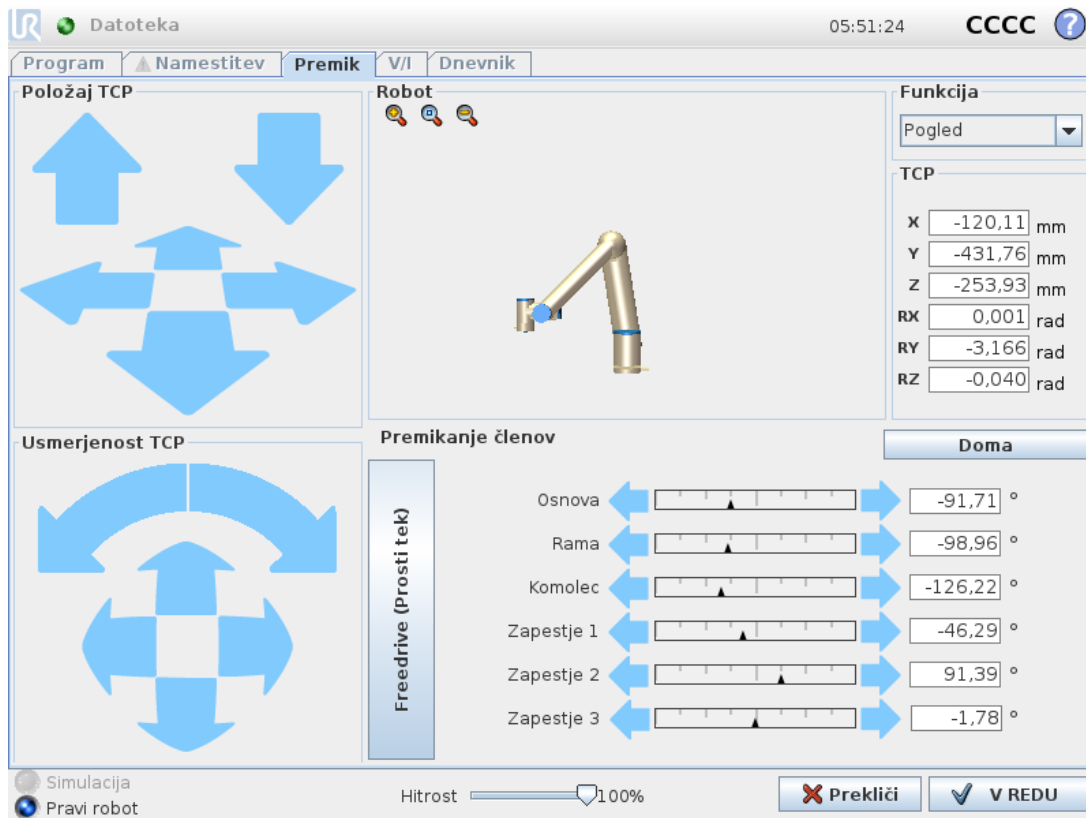 UR Datoteka 05:51:24 CCCC ?
Program Namestitev Premik V/I Dnevnik
Položaj TCP
Robot
Funkcija
Pogled
TCP
X -120,11 mm
Y -431,76 mm
Z -253,93 mm
RX 0,001 rad
RY -3,166 rad
RZ -0,040 rad
Usmerjenost TCP
Premikanje členov
Doma
Freedrive (Prosti tek)
Osnova -91,71 °
Rama -98,96 °
Komolec -126,22 °
Zapestje 1 -46,29 °
Zapestje 2 91,39 °
Zapestje 3 -1,78 °
Simulacija
Pravi robot
Hitrost 100%
Prekliči
V REDU